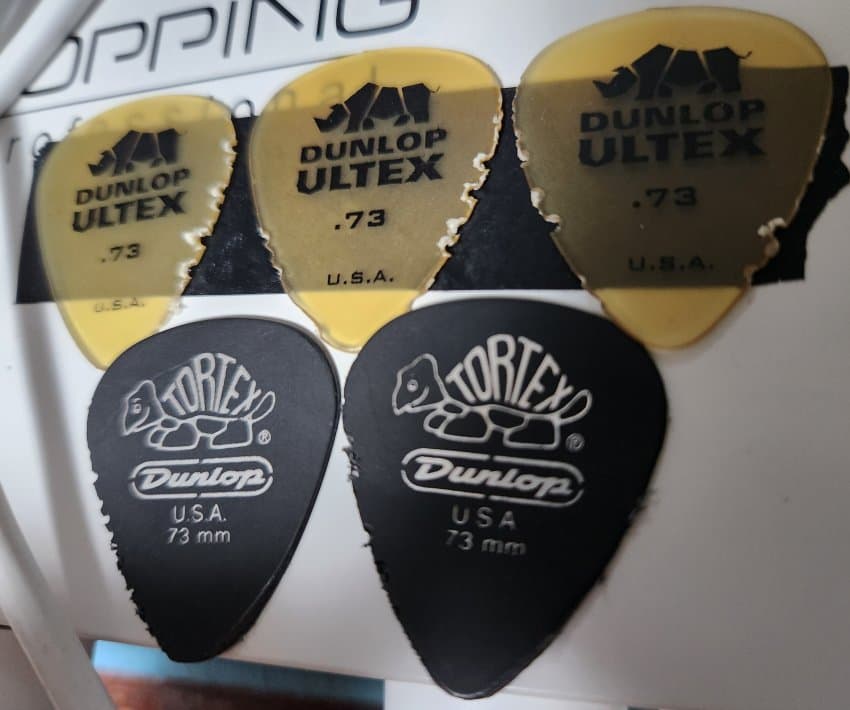 OPPING
rofessional
DUNLOP
ULTEX
.73
U.S.A.
DUNLOP
ULTEX
.73
U.S.A.
DUNLOP
ULTEX
.73
U.S.A.
TORTEX®
Dunlop
U.S.A.
73 mm
TORTEX®
Dunlop
USA
73 mm